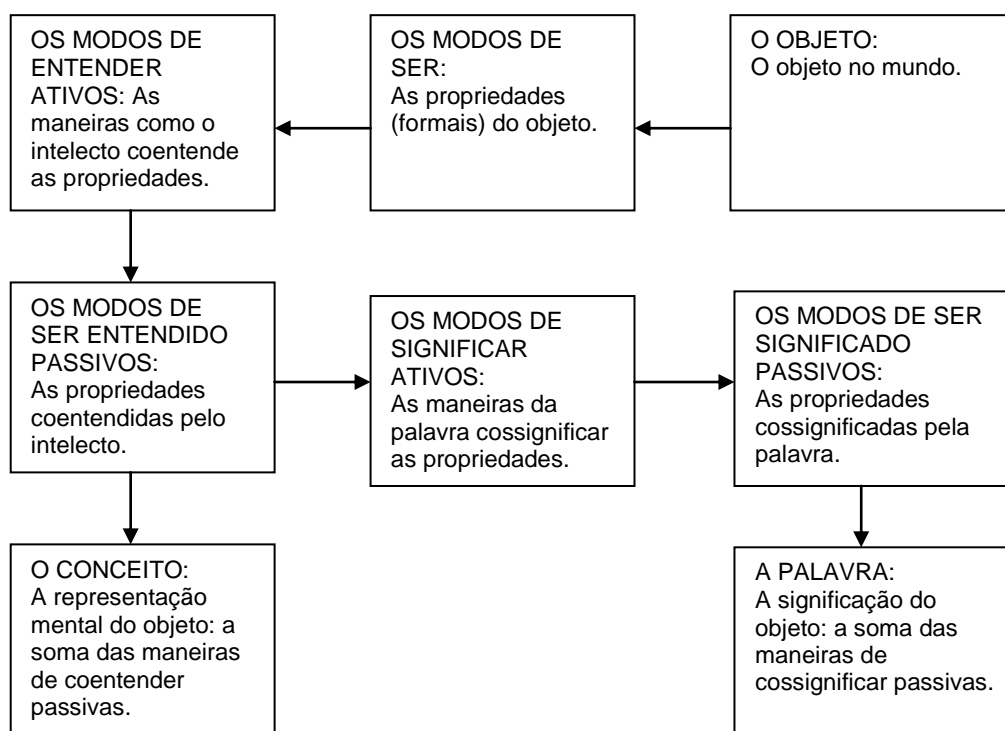 OS MODOS DE
ENTENDER
ATIVOS: As
maneiras como o
intelecto coentende
as propriedades.
OS MODOS DE
SER:
As propriedades
(formais) do objeto.
O OBJETO:
O objeto no mundo.
OS MODOS DE
SER ENTENDIDO
PASSIVOS:
As propriedades
coentendidas pelo
intelecto.
OS MODOS DE
SIGNIFICAR
ATIVOS:
As maneiras da
palavra cossignificar
as propriedades.
OS MODOS DE SER
SIGNIFICADO
PASSIVOS:
As propriedades
cossignificadas pela
palavra.
O CONCEITO:
A representação
mental do objeto: a
soma das maneiras
de coentender
passivas.
A PALAVRA:
A significação do
objeto: a soma das
maneiras de
cossignificar passivas.